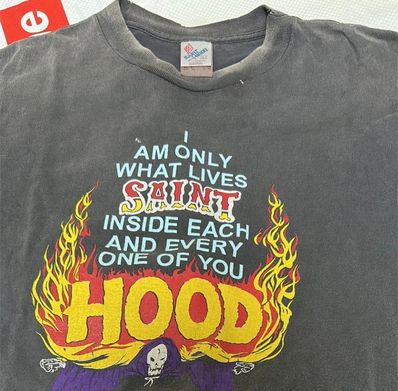 I
AM ONLY
WHAT LIVES
SAINT
INSIDE EACH
AND EVERY
ONE OF YOU
HOOD